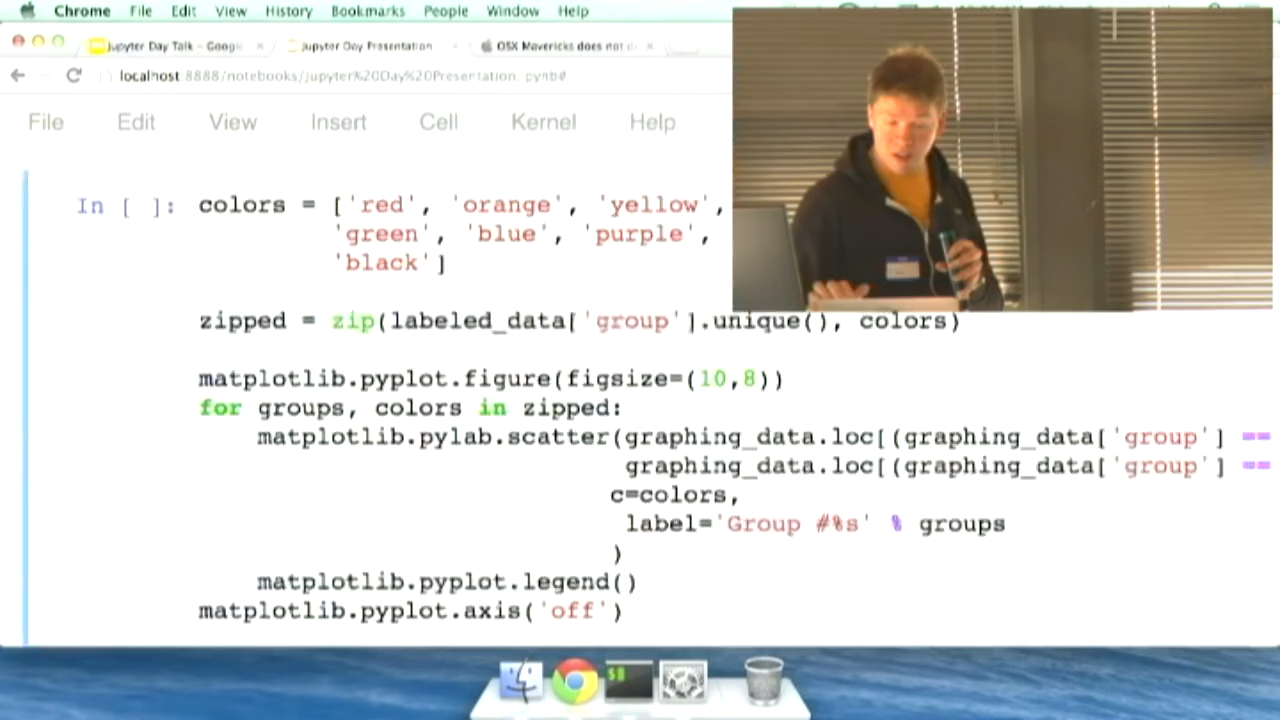 Chrome File Edit View History Bookmarks People Window Help
Jupyter Day Talk - Google
Jupyter Day Presentation
OSX Mavericks does not
localhost:8888/notebooks/Jupyter%20Day%20Presentation.ipynb#
File Edit View Insert Cell Kernel Help
In [ ]: colors = ['red', 'orange', 'yellow',
'green', 'blue', 'purple',
'black']
zipped = zip(labeled_data['group'].unique(), colors)
matplotlib.pyplot.figure(figsize=(10,8))
for groups, colors in zipped:
matplotlib.pylab.scatter(graphing_data.loc[(graphing_data['group'] ==
graphing_data.loc[(graphing_data['group'] ==
c=colors,
label='Group #%s' % groups
)
matplotlib.pyplot.legend()
matplotlib.pyplot.axis('off')